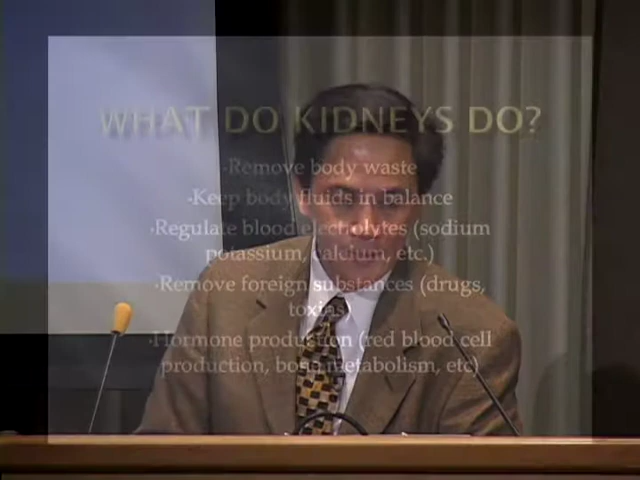 WHAT DO KIDNEYS DO?
·Remove body waste
·Keep body fluids in balance
·Regulate blood electrolytes (sodium
potassium, calcium, etc.)
·Remove foreign substances (drugs,
toxins
·Hormone production (red blood cell
production, bone metabolism, etc)